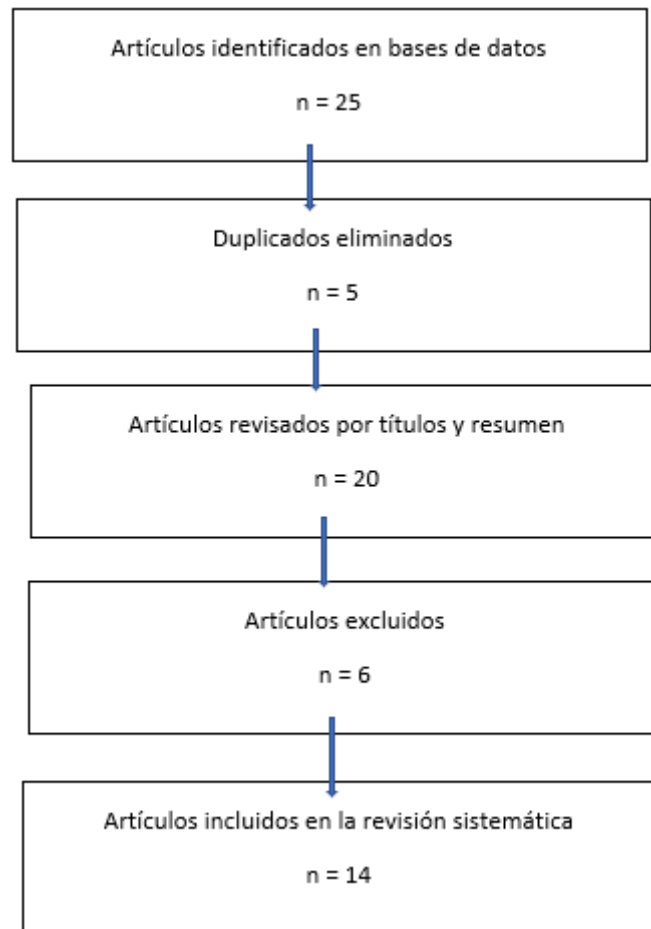 Artículos identificados en bases de datos
n = 25
Duplicados eliminados
n = 5
Artículos revisados por títulos y resumen
n = 20
Artículos excluidos
n = 6
Artículos incluidos en la revisión sistemática
n = 14